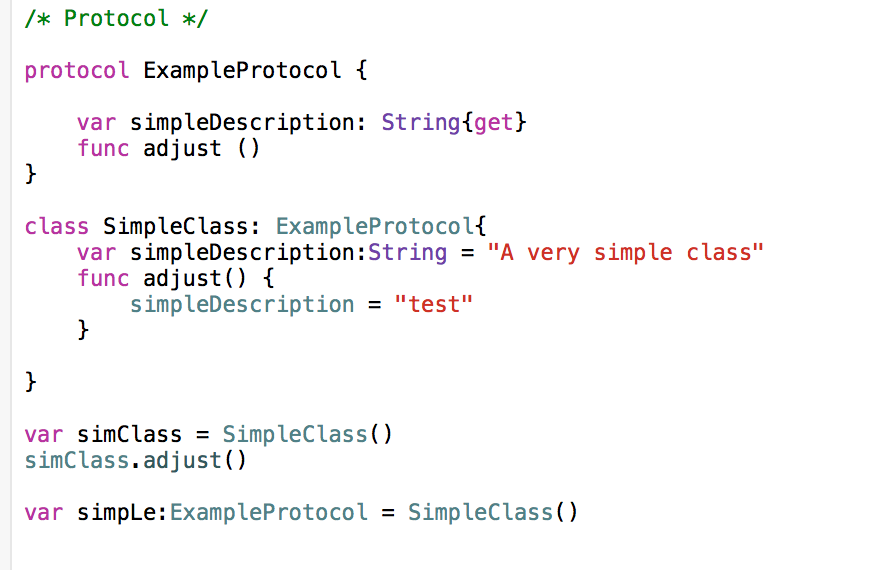 /* Protocol */
protocol ExampleProtocol {
var simpleDescription: String{get}
func adjust ()
}
class SimpleClass: ExampleProtocol{
var simpleDescription:String = "A very simple class"
func adjust() {
simpleDescription = "test"
}
}
var simClass = SimpleClass()
simClass.adjust()
var simpLe:ExampleProtocol = SimpleClass()